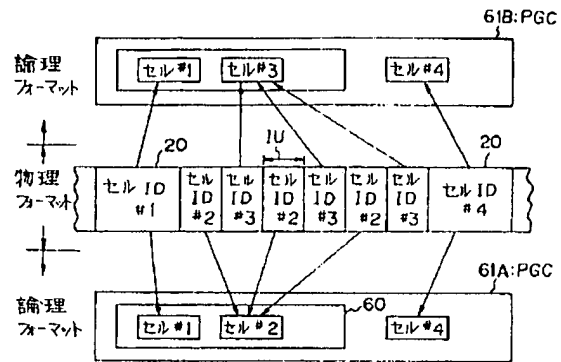 61B:PGC
論理
フォーマット
セル#1
セル#3
セル#4
20
IU
20
物理
フォーマット
セル ID
#1
セル
ID
#2
セル
ID
#3
セル
ID
#2
セル
ID
#3
セル
ID
#2
セル
ID
#3
セル ID
#4
61A:PGC
論理
フォーマット
60
セル#1
セル#2
セル#4